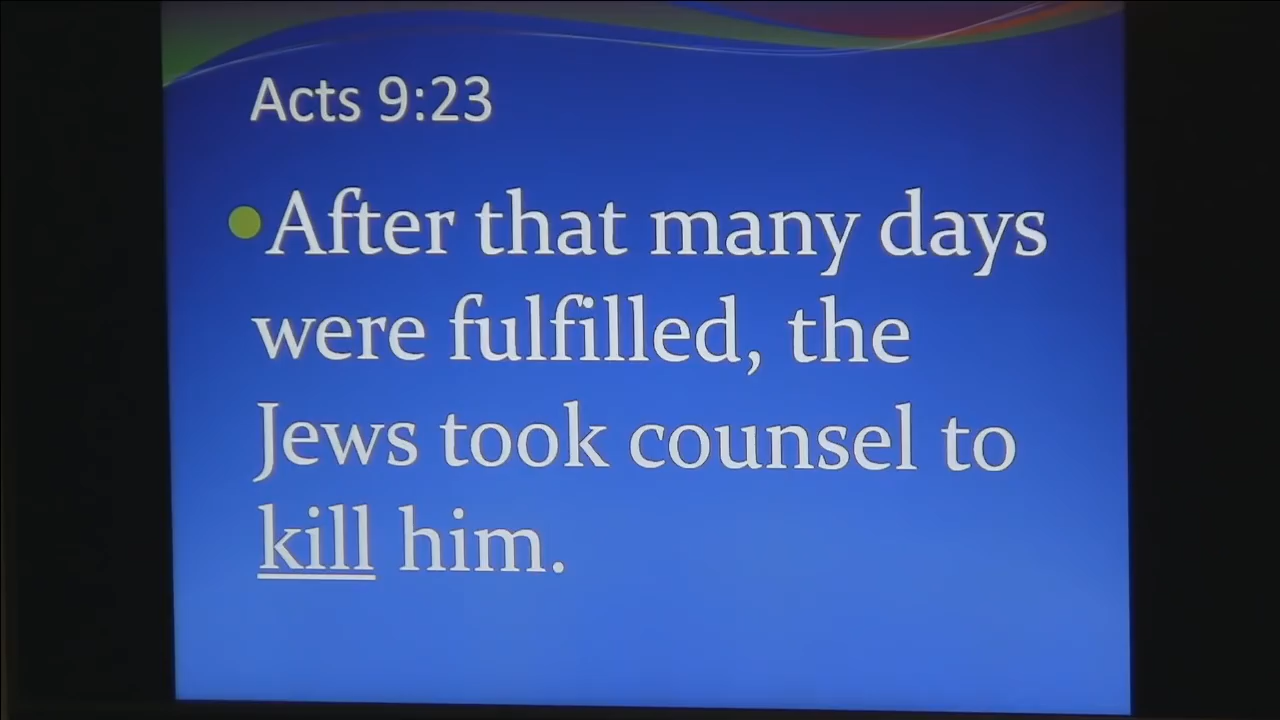 Acts 9:23
After that many days
were fulfilled, the
Jews took counsel to
kill him.